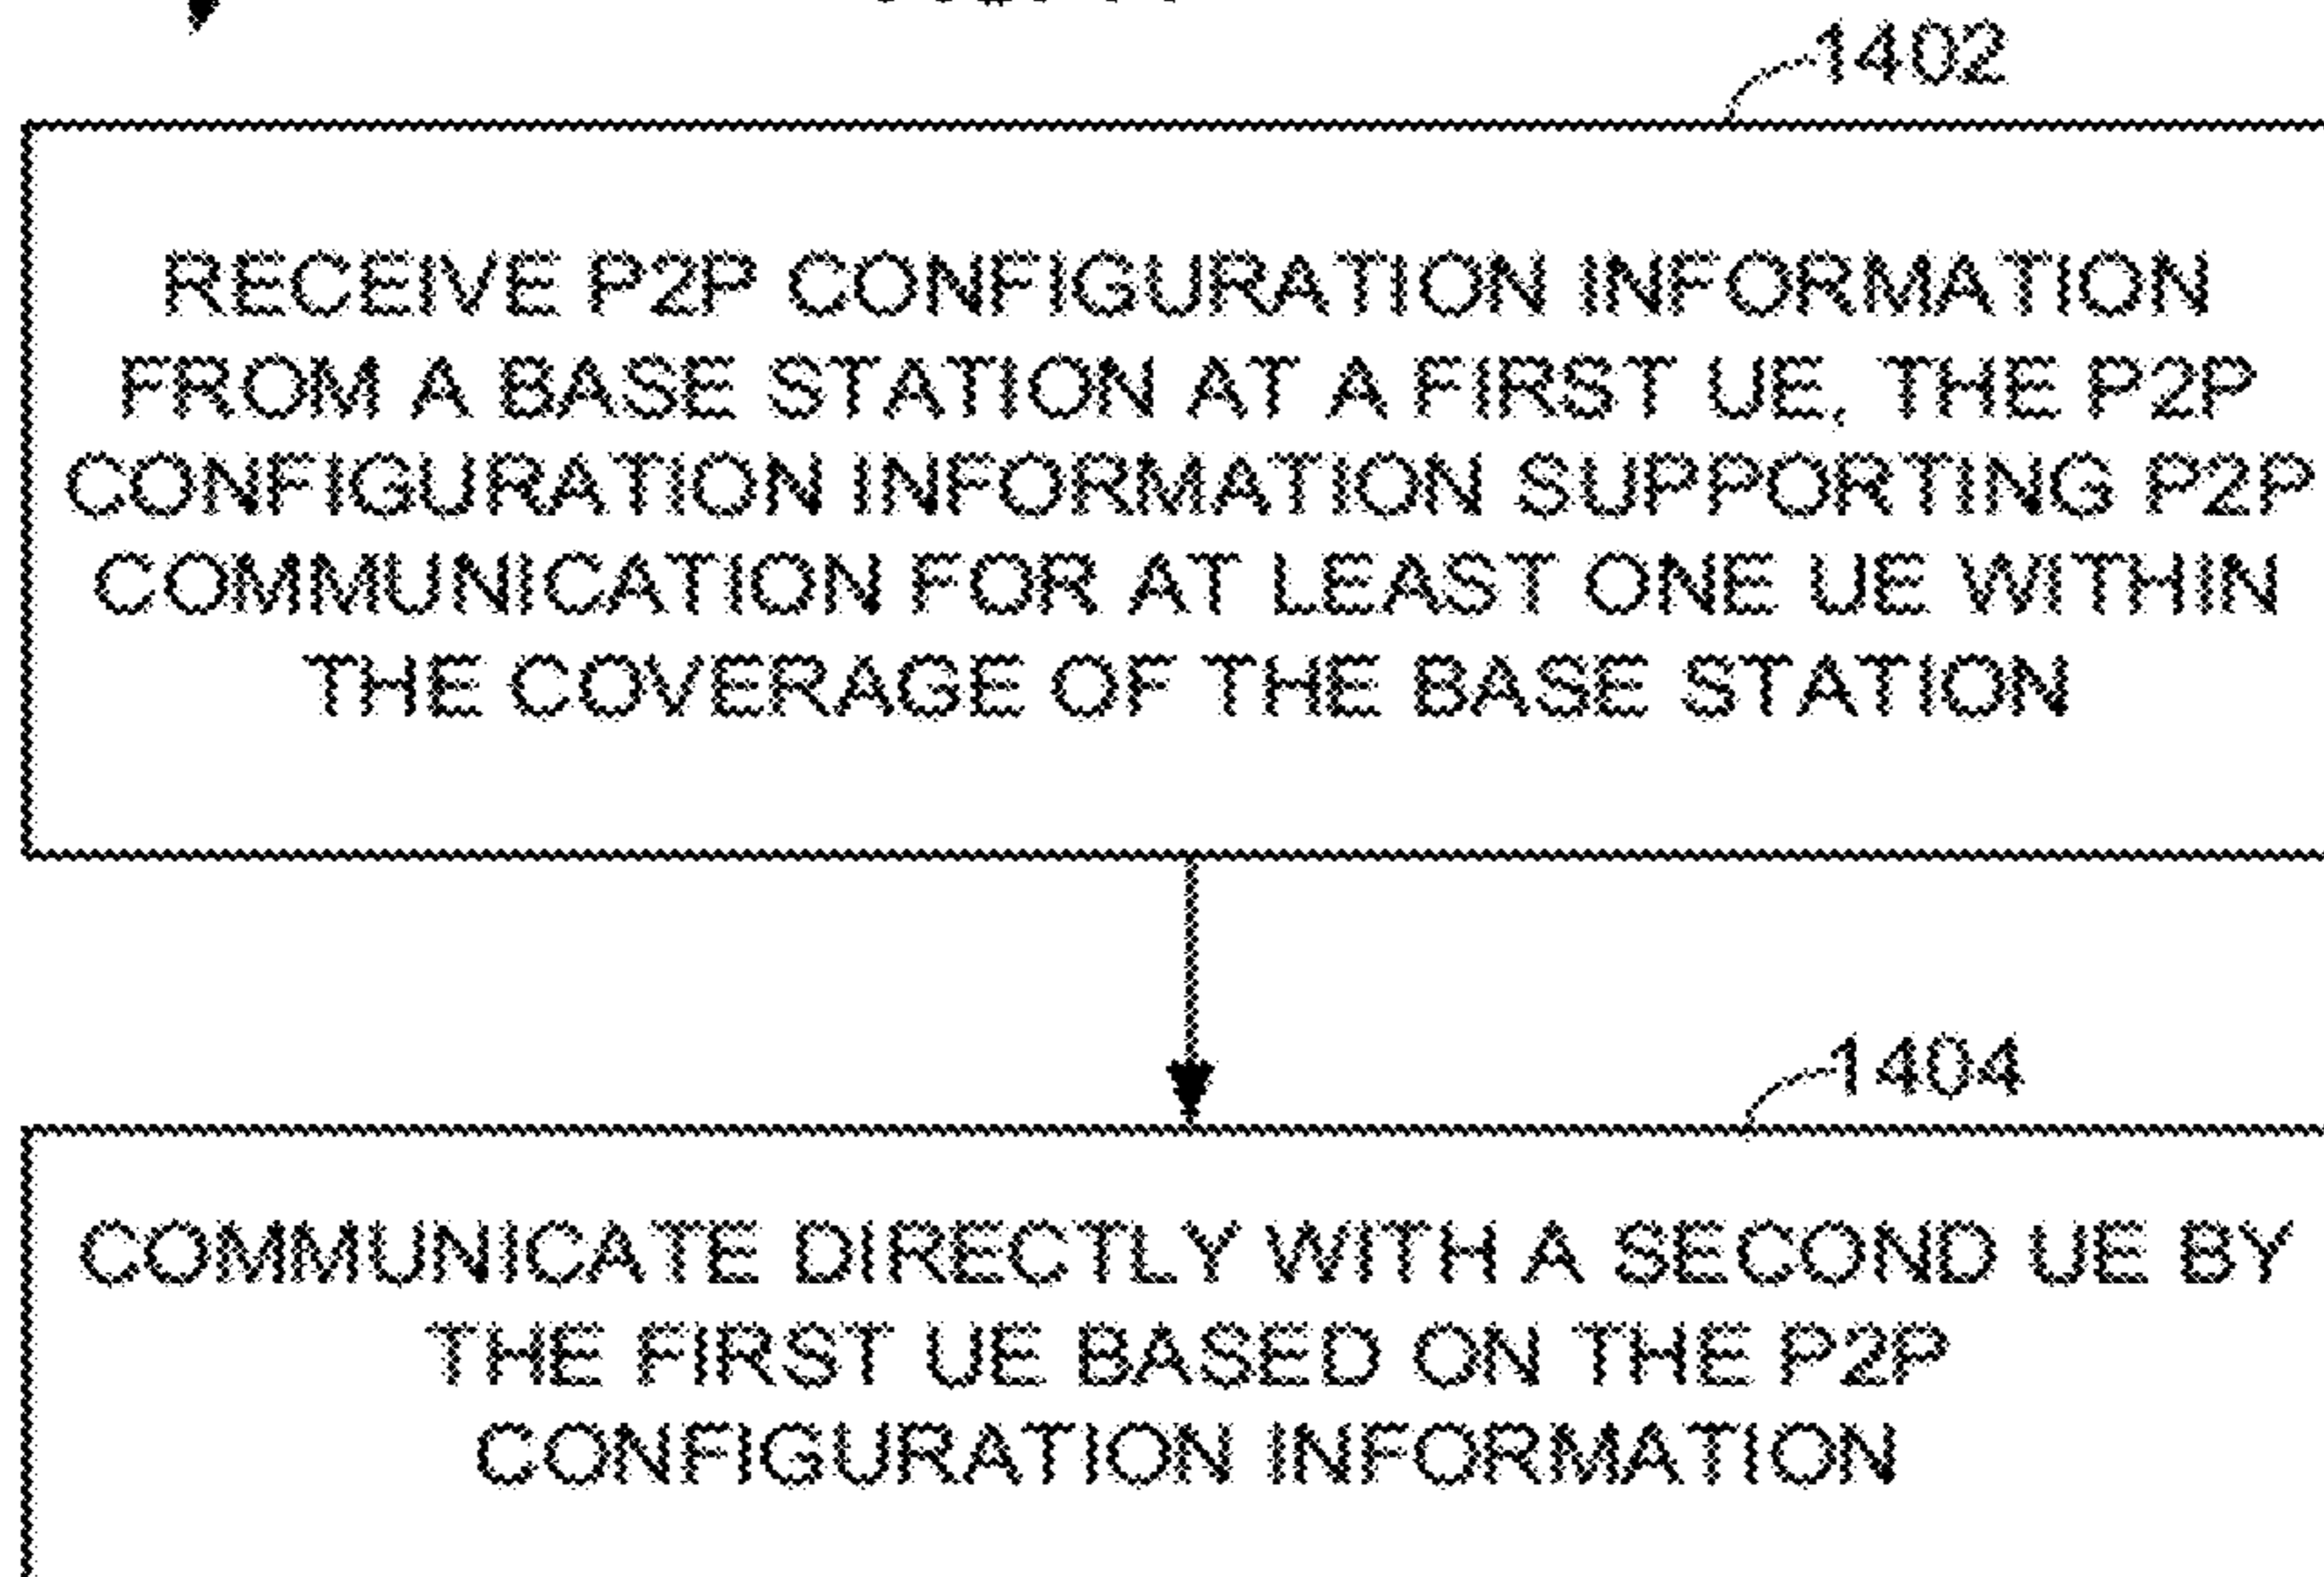 1402
RECEIVE P2P CONFIGURATION INFORMATION
FROM A BASE STATION AT A FIRST UE, THE P2P
CONFIGURATION INFORMATION SUPPORTING P2P
COMMUNICATION FOR AT LEAST ONE UE WITHIN
THE COVERAGE OF THE BASE STATION
1404
COMMUNICATE DIRECTLY WITH A SECOND UE BY
THE FIRST UE BASED ON THE P2P
CONFIGURATION INFORMATION